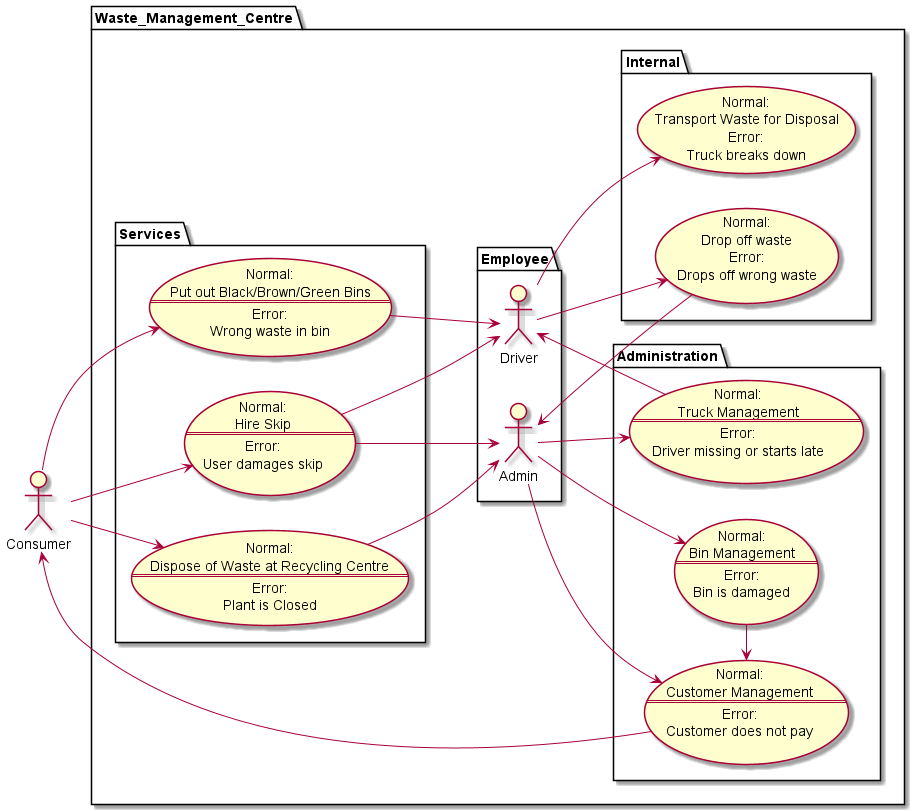 Waste_Management_Centre
Internal
Normal:
Transport Waste for Disposal
Error:
Truck breaks down
Normal:
Drop off waste
Error:
Drops off wrong waste
Services
Normal:
Put out Black/Brown/Green Bins
Error:
Wrong waste in bin
Normal:
Hire Skip
Error:
User damages skip
Normal:
Dispose of Waste at Recycling Centre
Error:
Plant is Closed
Employee
Driver
Admin
Consumer
Administration
Normal:
Truck Management
Error:
Driver missing or starts late
Normal:
Bin Management
Error:
Bin is damaged
Normal:
Customer Management
Error:
Customer does not pay